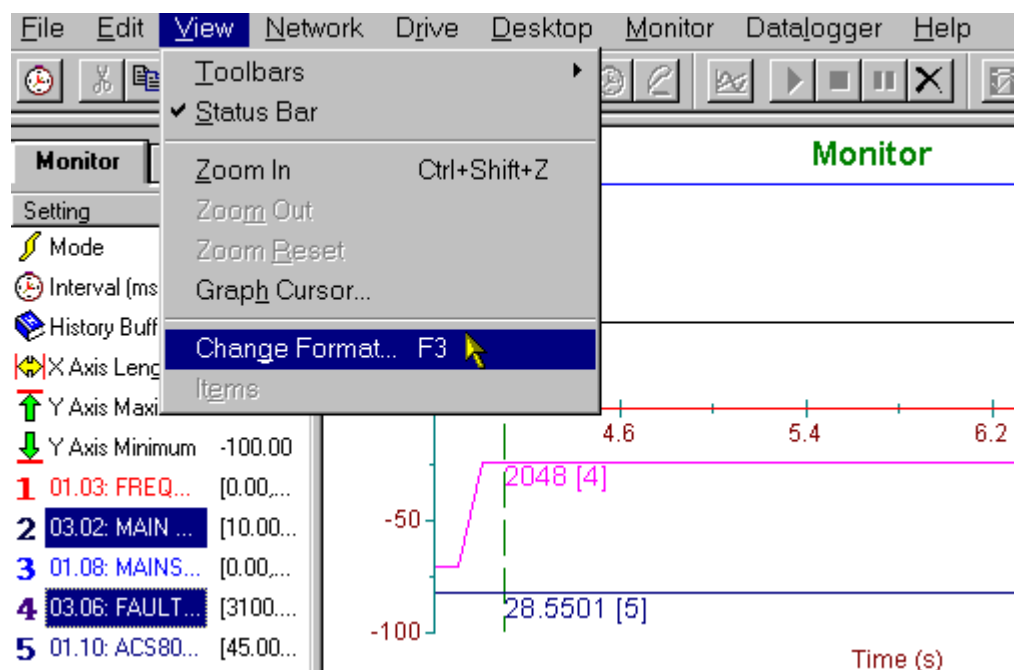 File Edit View Network Drive Desktop Monitor Datalogger Help
Toolbars
Status Bar
Zoom In Ctrl+Shift+Z
Zoom Out
Zoom Reset
Graph Cursor...
Change Format... F3
Items
Monitor
Setting
Mode
Interval (ms
History Buff
X Axis Leng
Y Axis Maxi
Y Axis Minimum -100.00
1 01.03: FREQ... [0.00,...
2 03.02: MAIN ... [10.00...
3 01.08: MAINS... [0.00,...
4 03.06: FAULT... [3100....
5 01.10: ACS80... [45.00...
Monitor
4.6 5.4 6.2
2048 [4]
-50
28.5501 [5]
-100
Time (s)